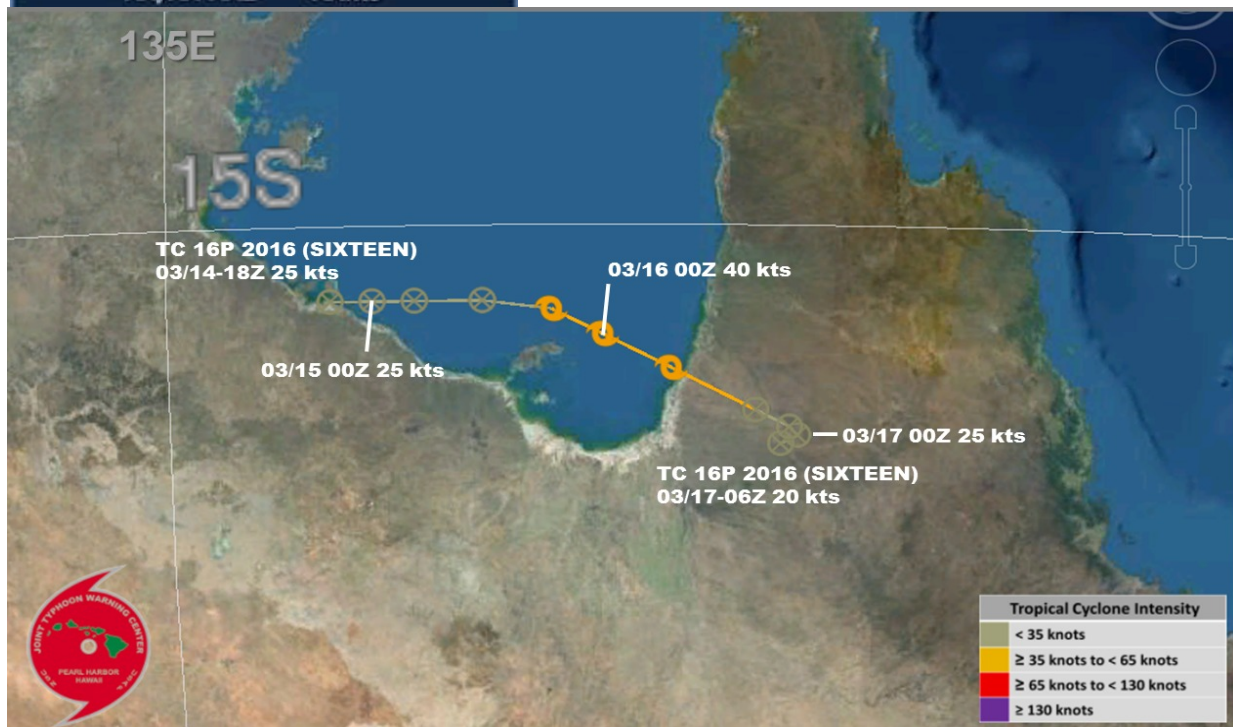 135E
15S
TC 16P 2016 (SIXTEEN)
03/14-18Z 25 kts
03/16 00Z 40 kts
03/15 00Z 25 kts
03/17 00Z 25 kts
TC 16P 2016 (SIXTEEN)
03/17-06Z 20 kts
JOINT TYPHOON WARNING CENTER
PEARL HARBOR
HAWAII
Tropical Cyclone Intensity
< 35 knots
≥ 35 knots to < 65 knots
≥ 65 knots to < 130 knots
≥ 130 knots